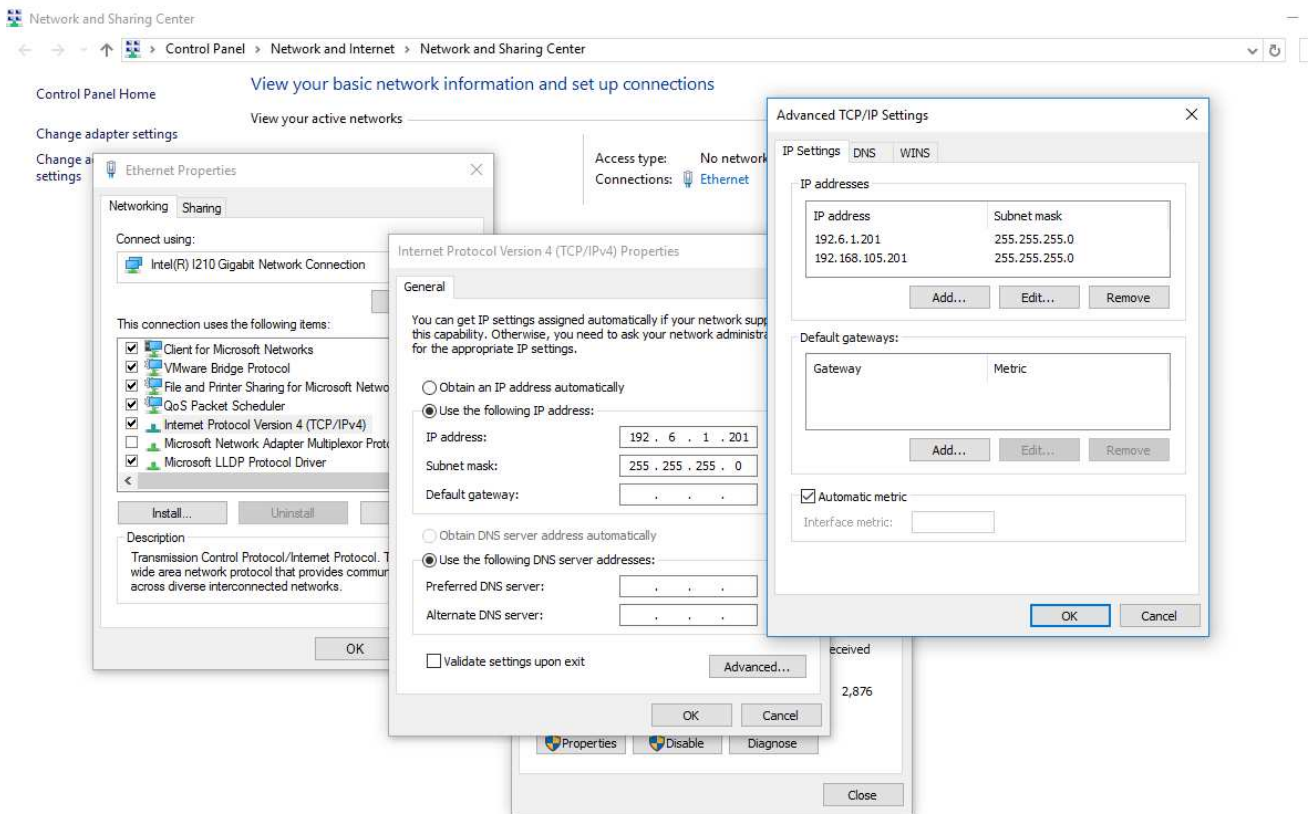 Network and Sharing Center
Control Panel > Network and Internet > Network and Sharing Center
Control Panel Home
Change adapter settings
Change a
settings
View your basic network information and set up connections
View your active networks
Access type: No network
Connections: Ethernet
Ethernet Properties
Networking Sharing
Connect using:
Intel(R) I210 Gigabit Network Connection
This connection uses the following items:
Client for Microsoft Networks
VMware Bridge Protocol
File and Printer Sharing for Microsoft Netwo
QoS Packet Scheduler
Internet Protocol Version 4 (TCP/IPv4)
Microsoft Network Adapter Multiplexor Proto
Microsoft LLDP Protocol Driver
Install... Uninstall
Description
Transmission Control Protocol/Internet Protocol. T
wide area network protocol that provides commun
across diverse interconnected networks.
OK
Internet Protocol Version 4 (TCP/IPv4) Properties
General
You can get IP settings assigned automatically if your network supp
this capability. Otherwise, you need to ask your network administra
for the appropriate IP settings.
Obtain an IP address automatically
Use the following IP address:
IP address: 192 . 6 . 1 . 201
Subnet mask: 255 . 255 . 255 . 0
Default gateway: . . .
Obtain DNS server address automatically
Use the following DNS server addresses:
Preferred DNS server: . . .
Alternate DNS server: . . .
Validate settings upon exit
Advanced...
OK Cancel
Advanced TCP/IP Settings
IP Settings DNS WINS
IP addresses
IP address Subnet mask
192.6.1.201 255.255.255.0
192.168.105.201 255.255.255.0
Add... Edit... Remove
Default gateways:
Gateway Metric
Add... Edit... Remove
Automatic metric
Interface metric:
OK Cancel
eceived
2,876
Properties Disable Diagnose
Close